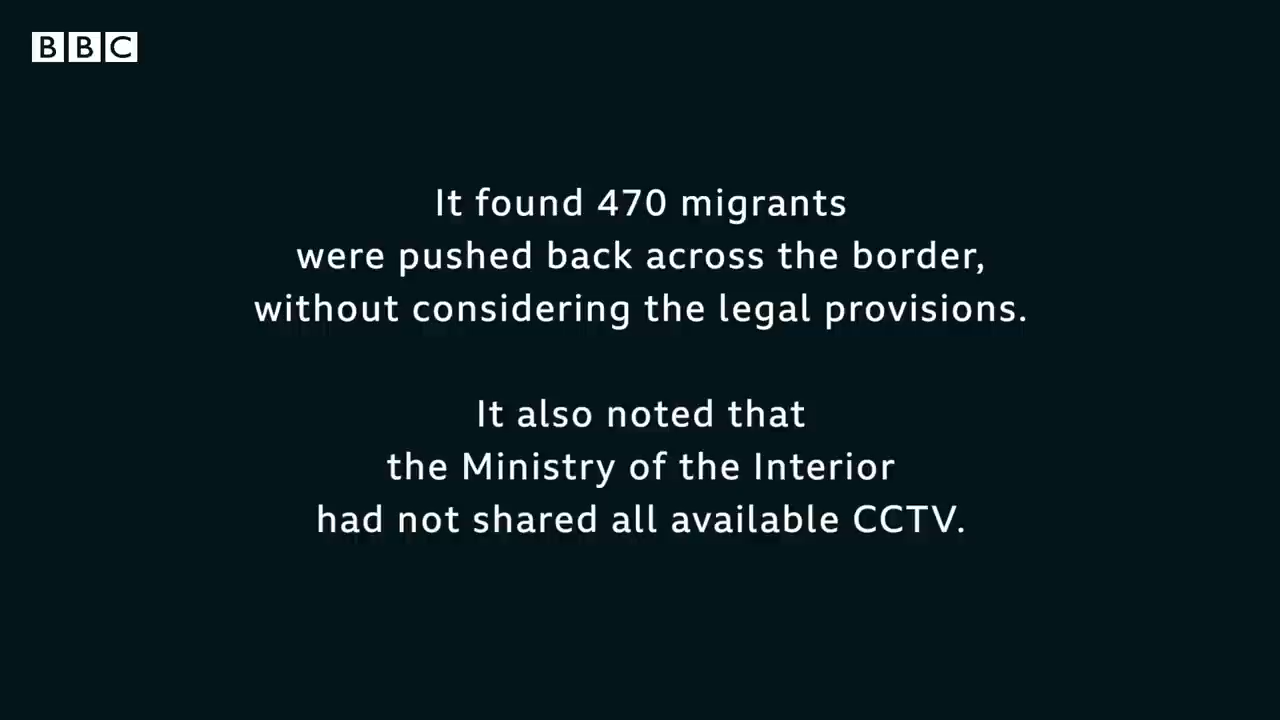 BBC
It found 470 migrants
were pushed back across the border,
without considering the legal provisions.
It also noted that
the Ministry of the Interior
had not shared all available CCTV.